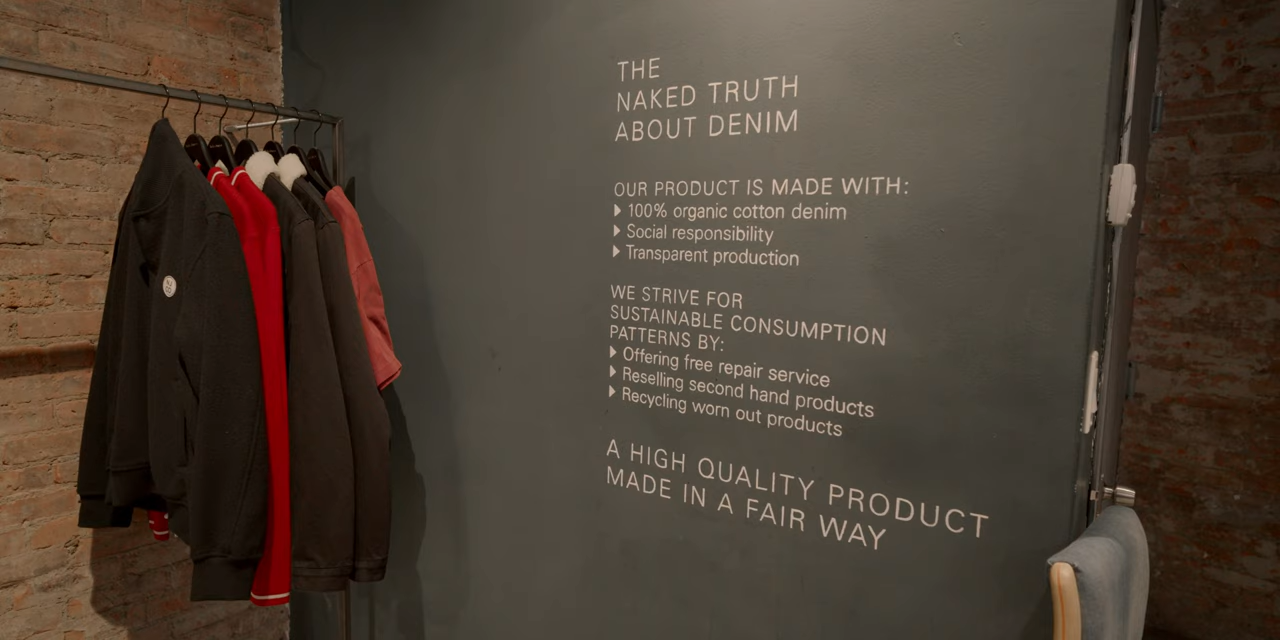 THE
NAKED TRUTH
ABOUT DENIM
OUR PRODUCT IS MADE WITH:
100% organic cotton denim
Social responsibility
Transparent production
WE STRIVE FOR
SUSTAINABLE CONSUMPTION
PATTERNS BY:
Offering free repair service
Reselling second hand products
Recycling worn out products
A HIGH QUALITY PRODUCT
MADE IN A FAIR WAY